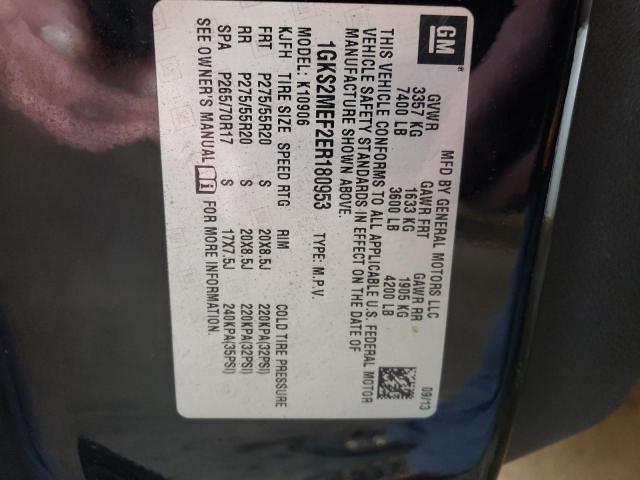 GM
MFD BY GENERAL MOTORS LLC
GVWR GAWR FRT GAWR RR
3357 KG 1633 KG 1905 KG
7400 LB 3600 LB 4200 LB
09/13
THIS VEHICLE CONFORMS TO ALL APPLICABLE U.S. FEDERAL MOTOR
VEHICLE SAFETY STANDARDS IN EFFECT ON THE DATE OF
MANUFACTURE SHOWN ABOVE.
1GKS2MEF2ER180953 TYPE: M.P.V.
MODEL: K10906
KJFH TIRE SIZE SPEED RTG RIM COLD TIRE PRESSURE
FRT P275/55R20 S 20X8.5J 220KPA(32PSI)
RR P275/55R20 S 20X8.5J 220KPA(32PSI)
SPA P265/70R17 S 17X7.5J 240KPA(35PSI)
SEE OWNER'S MANUAL FOR MORE INFORMATION.